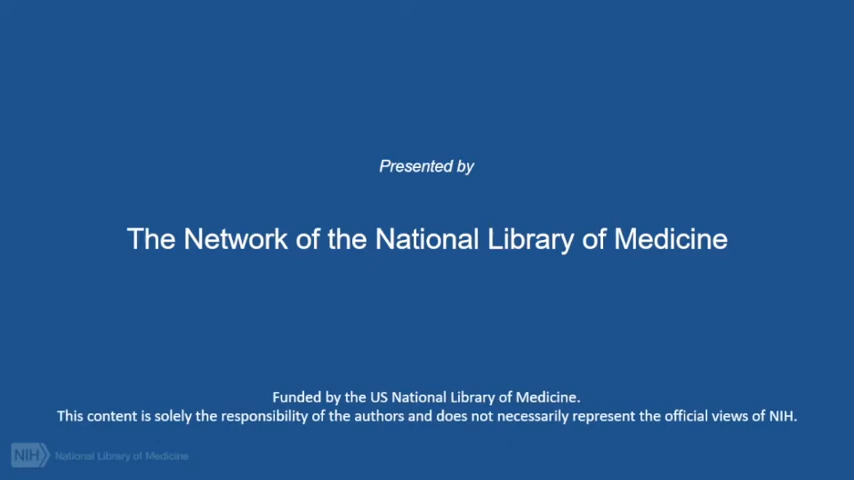 Presented by
The Network of the National Library of Medicine
Funded by the US National Library of Medicine.
This content is solely the responsibility of the authors and does not necessarily represent the official views of NIH.
NIH National Library of Medicine